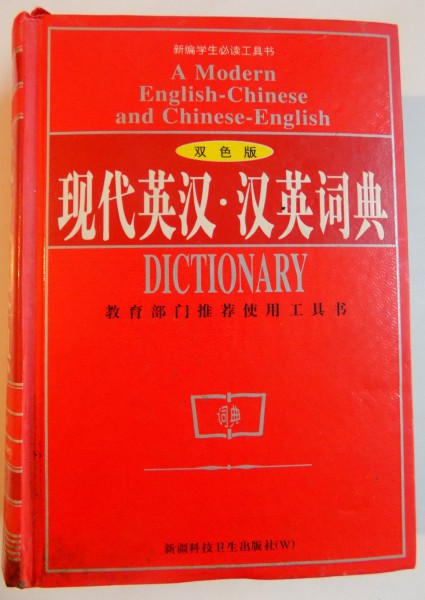 新编学生必读工具书
A Modern
English-Chinese
and Chinese-English
双色版
现代英汉·汉英词典
DICTIONARY
教育部门推荐使用工具书
词典
新疆科技卫生出版社(W)